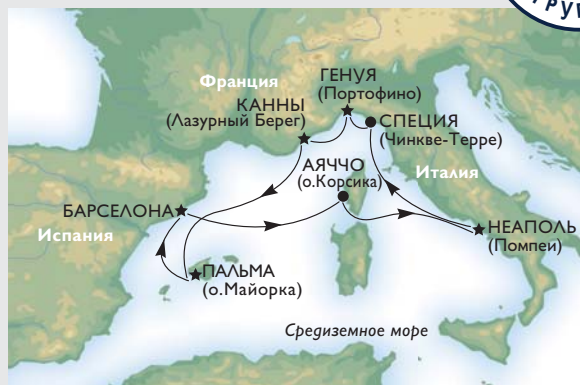 ГРУ
Франция
ГЕНУЯ
(Портофино)
КАННЫ
(Лазурный Берег)
СПЕЦИЯ
(Чинкве-Терре)
АЯЧЧО
(о.Корсика)
Италия
БАРСЕЛОНА
Испания
НЕАПОЛЬ
(Помпеи)
ПАЛЬМА
(о.Майорка)
Средиземное море